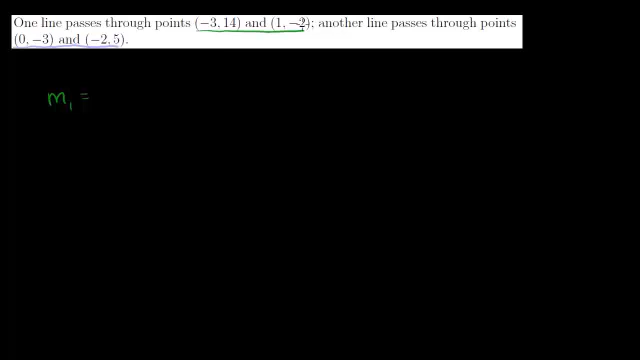 One line passes through points (−3, 14) and (1, −2); another line passes through points
(0, −3) and (−2, 5).
m₁ =